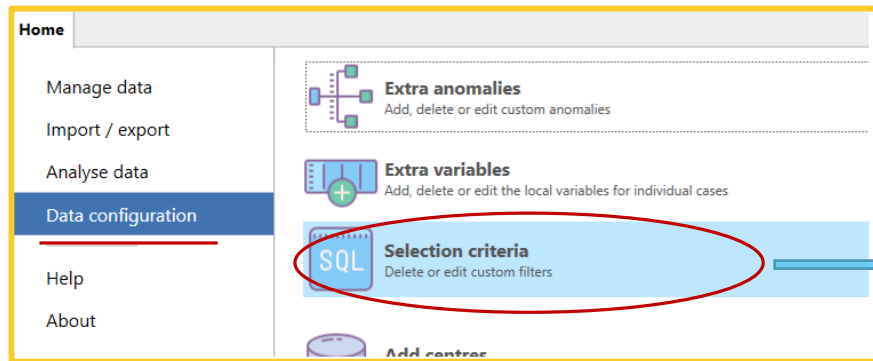 Home
Manage data
Import / export
Analyse data
Data configuration
Help
About
Extra anomalies
Add, delete or edit custom anomalies
Extra variables
Add, delete or edit the local variables for individual cases
SQL
Selection criteria
Delete or edit custom filters
Add centres